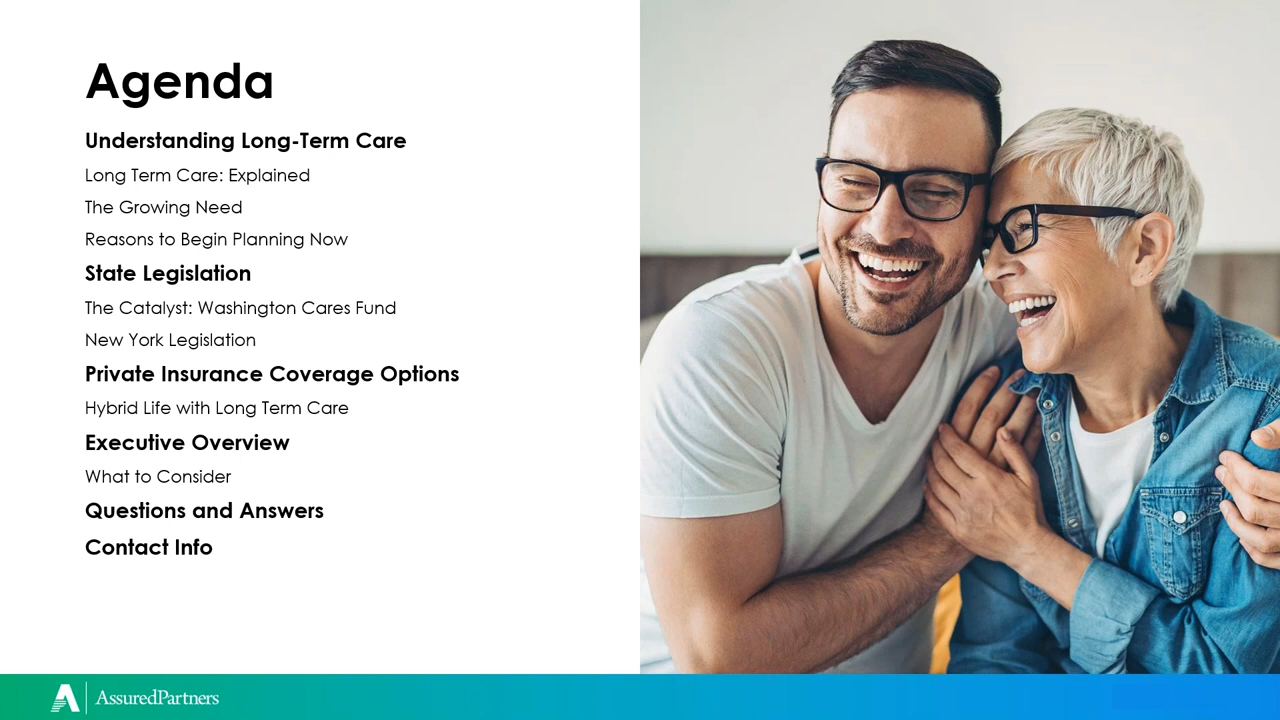 Agenda
Understanding Long-Term Care
Long Term Care: Explained
The Growing Need
Reasons to Begin Planning Now
State Legislation
The Catalyst: Washington Cares Fund
New York Legislation
Private Insurance Coverage Options
Hybrid Life with Long Term Care
Executive Overview
What to Consider
Questions and Answers
Contact Info
AssuredPartners